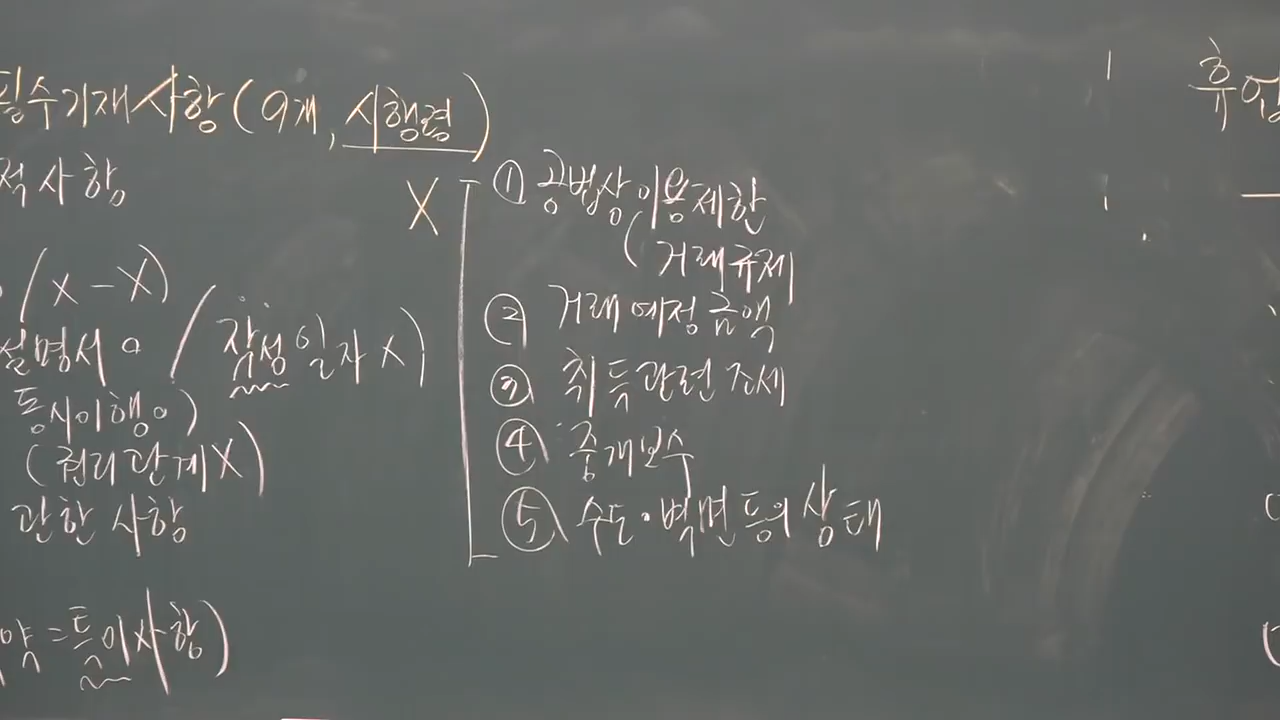 필수기재사항(9개, 시행령)
적사항
(X-X)
설명서 o (작성일자 X)
동시이행 o)
(권리관계X)
관한 사항
약=특이사항)
X
① 공법상이용제한
(거래규제
② 거래예정금액
③ 취득관련 조세
④ 중개보수
⑤ 수도·벽면등의 상태
휴업